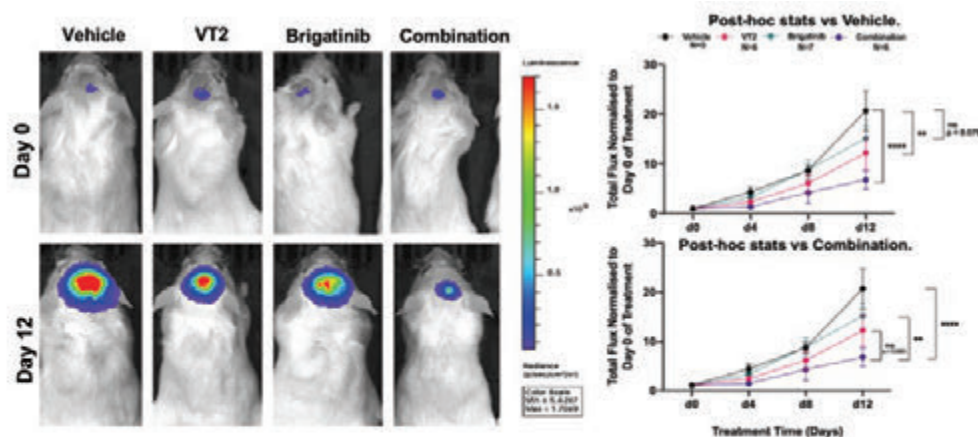 Vehicle
VT2
Brigatinib
Combination
Day 0
Day 12
Luminescence
1.5
1.0
0.5
Radiance
Color Scale
Post-hoc stats vs Vehicle.
Vehicle
VT2
Brigatinib
Combination
N=7
Total Flux Normalised to
Day 0 of Treatment
30
20
10
0
d0
d4
d8
d12
****
**
ns
Post-hoc stats vs Combination.
Total Flux Normalised to
Day 0 of Treatment
30
20
10
0
d0
d4
d8
d12
ns
**
****
Treatment Time (Days)